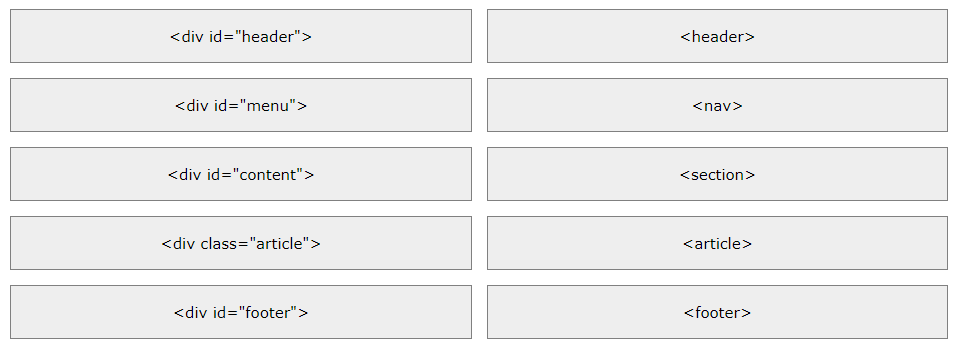 <div id="header">
<header>
<div id="menu">
<nav>
<div id="content">
<section>
<div class="article">
<article>
<div id="footer">
<footer>